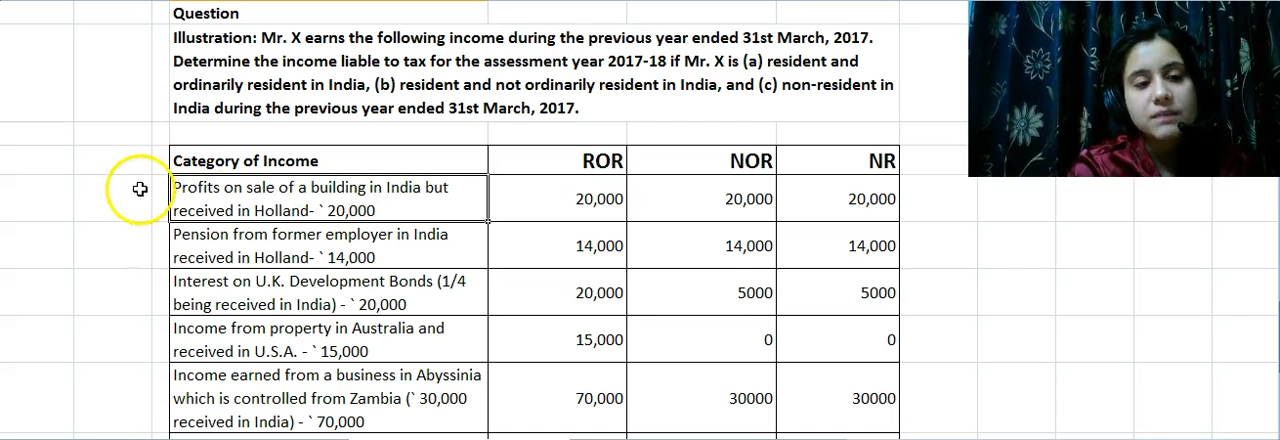 Question
Illustration: Mr. X earns the following income during the previous year ended 31st March, 2017.
Determine the income liable to tax for the assessment year 2017-18 if Mr. X is (a) resident and
ordinarily resident in India, (b) resident and not ordinarily resident in India, and (c) non-resident in
India during the previous year ended 31st March, 2017.
Category of Income ROR NOR NR
Profits on sale of a building in India but
received in Holland- ` 20,000 20,000 20,000 20,000
Pension from former employer in India
received in Holland- ` 14,000 14,000 14,000 14,000
Interest on U.K. Development Bonds (1/4
being received in India) - ` 20,000 20,000 5000 5000
Income from property in Australia and
received in U.S.A. - ` 15,000 15,000 0 0
Income earned from a business in Abyssinia
which is controlled from Zambia (` 30,000 70,000 30000 30000
received in India) - ` 70,000